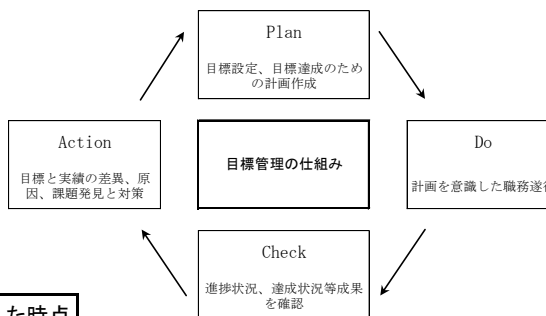 Plan
目標設定、目標達成のため
の計画作成
Action
目標と実績の差異、原
因、課題発見と対策
目標管理の仕組み
Do
計画を意識した職務遂
Check
進捗状況、達成状況等成果
を確認
た時点